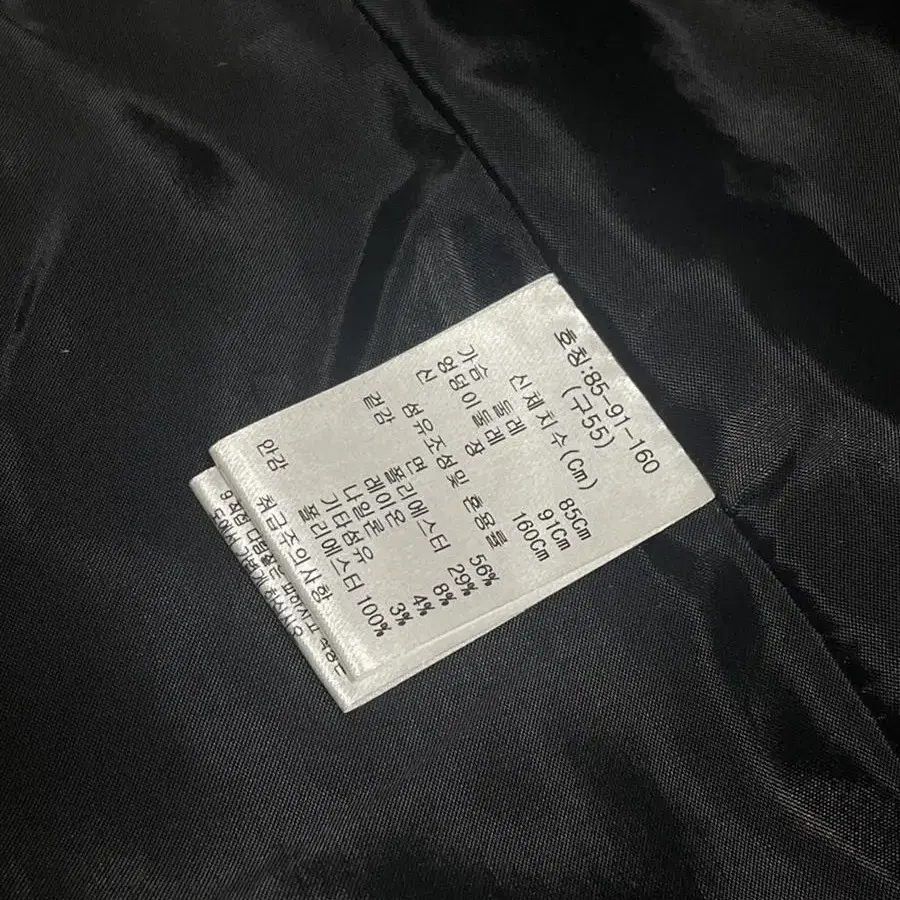 호칭:85-91-160
(구55)
신체치수(Cm)
가슴 둘레 85Cm
엉덩이둘레 91Cm
신 장 160Cm
섬유조성및 혼용률
겉감 면 56%
폴리에스터 29%
레이온 8%
나일론 4%
기타섬유 3%
안감 폴리에스터 100%
취급주의사항